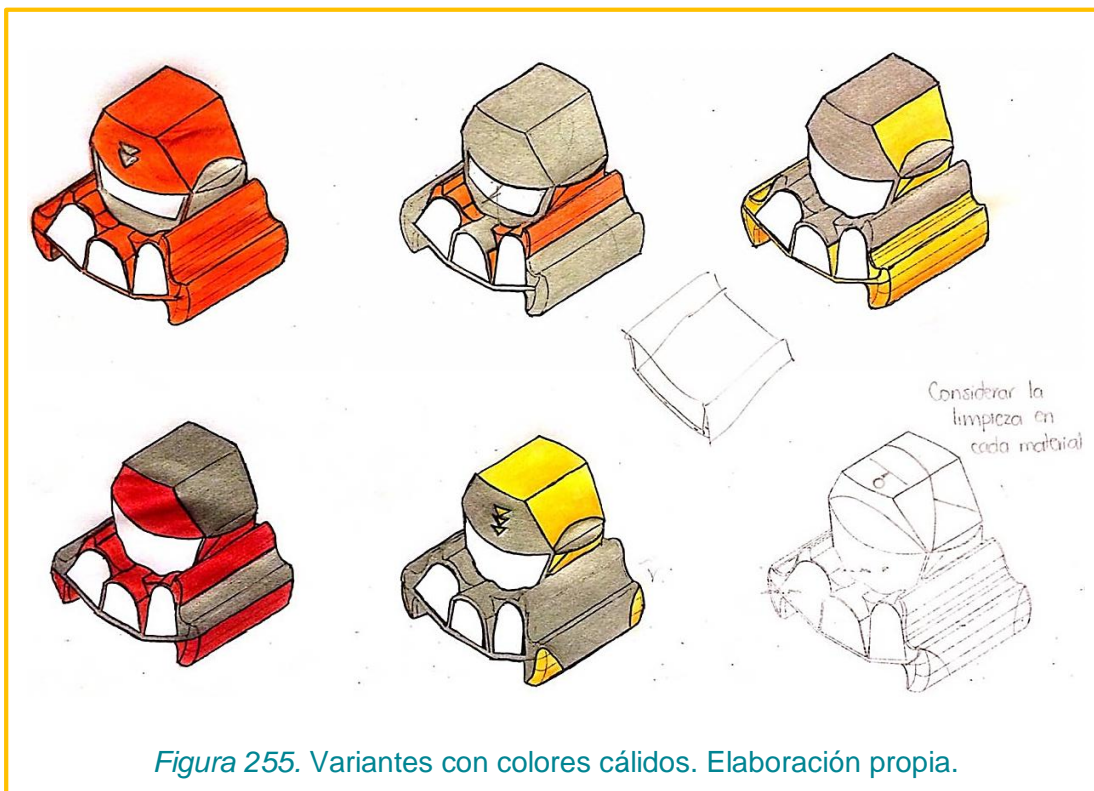 Considerar la
limpieza en
cada material
Figura 255. Variantes con colores cálidos. Elaboración propia.